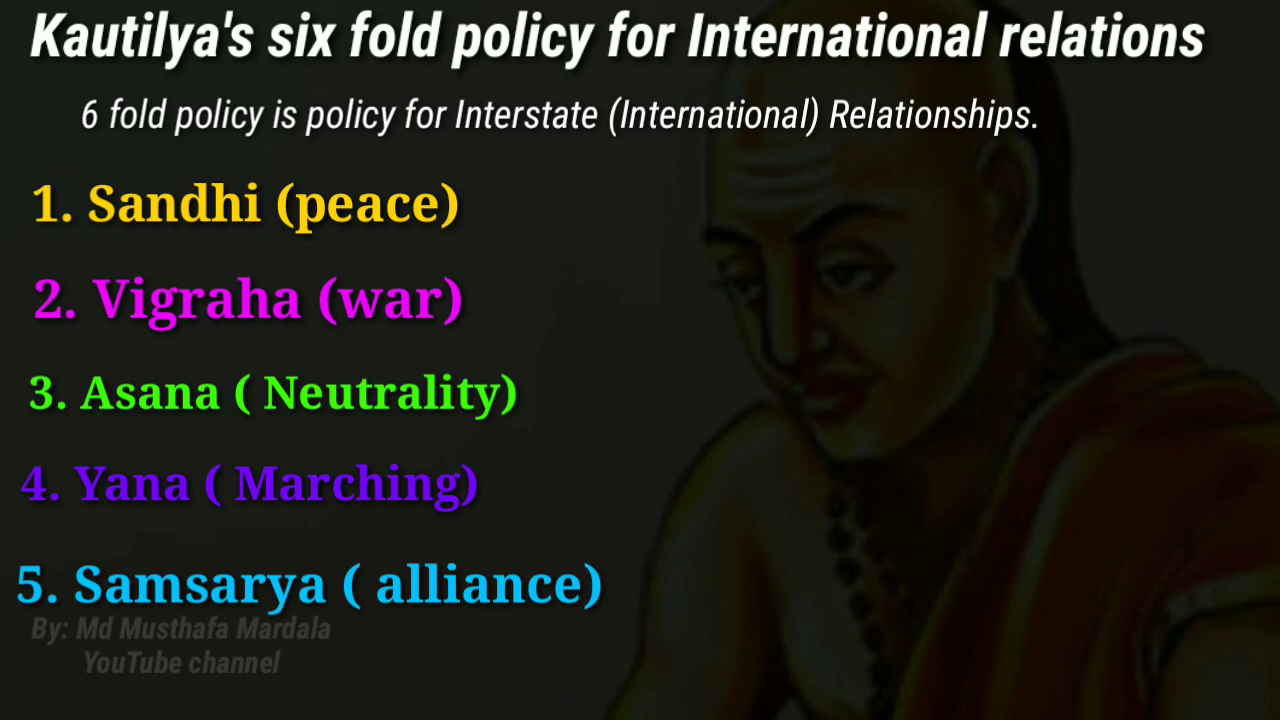 Kautilya's six fold policy for International relations
6 fold policy is policy for Interstate (International) Relationships.
1. Sandhi (peace)
2. Vigraha (war)
3. Asana ( Neutrality)
4. Yana ( Marching)
5. Samsarya ( alliance)
By: Md Musthafa Mardala
YouTube channel